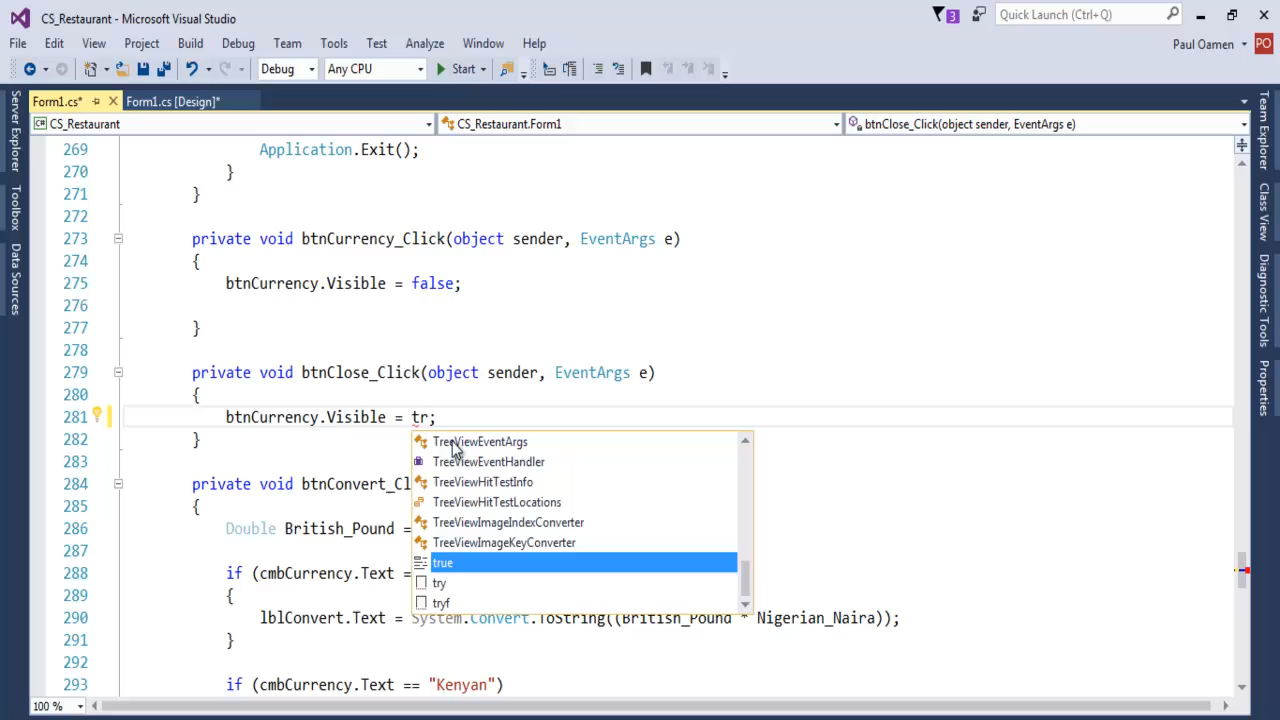 CS_Restaurant - Microsoft Visual Studio
3
Quick Launch (Ctrl+Q)
File Edit View Project Build Debug Team Tools Test Analyze Window Help
Paul Oamen PO
Debug Any CPU Start
Form1.cs* Form1.cs [Design]*
CS_Restaurant CS_Restaurant.Form1 btnClose_Click(object sender, EventArgs e)
Server Explorer
Toolbox
Data Sources
269 Application.Exit();
270 }
271 }
272
273 private void btnCurrency_Click(object sender, EventArgs e)
274 {
275 btnCurrency.Visible = false;
276
277 }
278
279 private void btnClose_Click(object sender, EventArgs e)
280 {
281 btnCurrency.Visible = tr;
282 }
283
284 private void btnConvert_Cl
285 {
286 Double British_Pound =
287
288 if (cmbCurrency.Text =
289 {
290 lblConvert.Text = System.Convert.ToString((British_Pound * Nigerian_Naira));
291 }
292
293 if (cmbCurrency.Text == "Kenyan")
TreeViewEventArgs
TreeViewEventHandler
TreeViewHitTestInfo
TreeViewHitTestLocations
TreeViewImageIndexConverter
TreeViewImageKeyConverter
true
try
tryf
Team Explorer
Class View
Diagnostic Tools
Properties
100 %